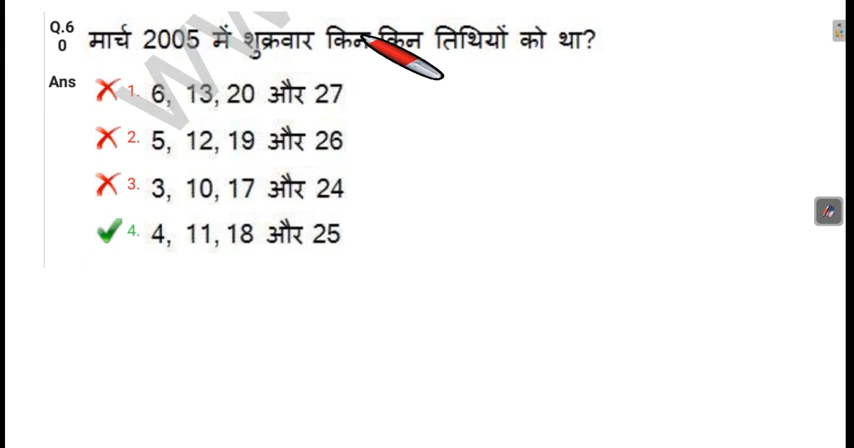 Q.60 मार्च 2005 में शुक्रवार किन किन तिथियों को था?
Ans
1. 6, 13, 20 और 27
2. 5, 12, 19 और 26
3. 3, 10, 17 और 24
4. 4, 11, 18 और 25